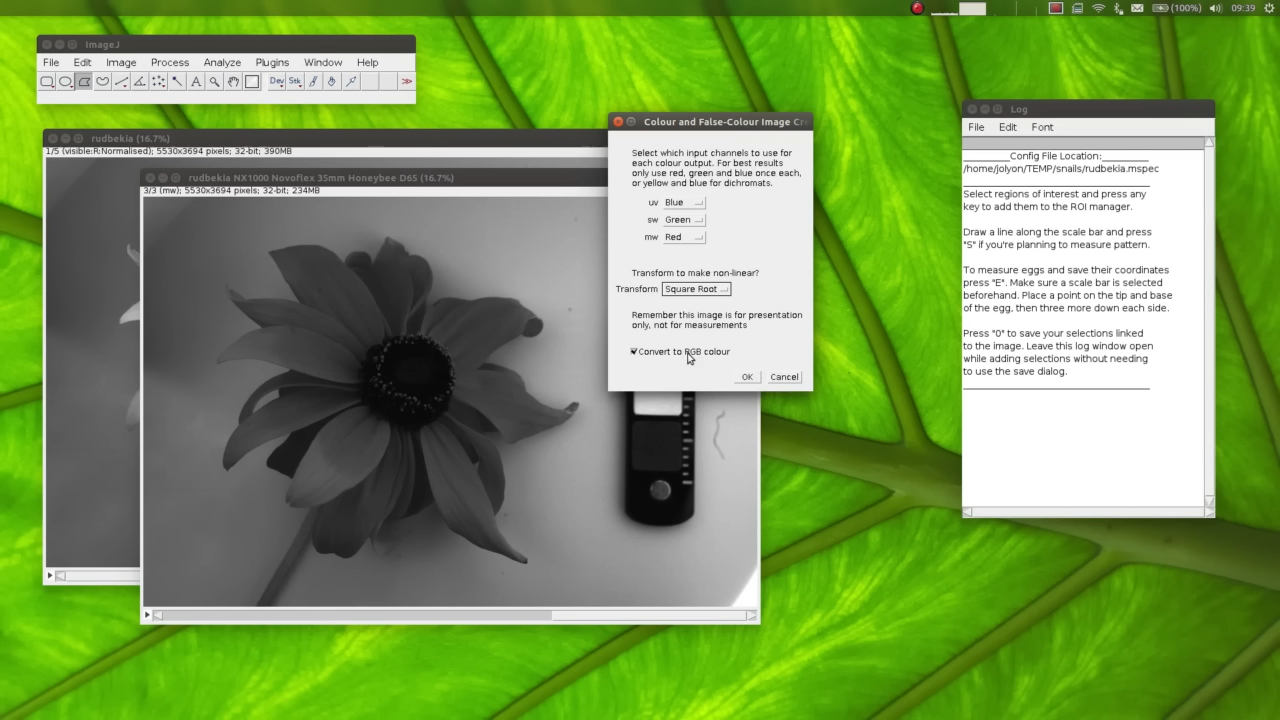 (100%) 09:39
ImageJ
File Edit Image Process Analyze Plugins Window Help
A Dev Stk
rudbekia (16.7%)
1/5 (visible:R:Normalised); 5530x3694 pixels; 32-bit; 390MB
rudbekia NX1000 Novoflex 35mm Honeybee D65 (16.7%)
3/3 (mw); 5530x3694 pixels; 32-bit; 234MB
Colour and False-Colour Image Cr
Select which input channels to use for
each colour output. For best results
only use red, green and blue once each,
or yellow and blue for dichromats.
uv Blue
sw Green
mw Red
Transform to make non-linear?
Transform Square Root
Remember this image is for presentation
only, not for measurements
Convert to RGB colour
OK Cancel
Log
File Edit Font
_________Config File Location:_________
/home/jolyon/TEMP/snails/rudbekia.mspec
Select regions of interest and press any
key to add them to the ROI manager.
Draw a line along the scale bar and press
"S" if you're planning to measure pattern.
To measure eggs and save their coordinates
press "E". Make sure a scale bar is selected
beforehand. Place a point on the tip and base
of the egg, then three more down each side.
Press "0" to save your selections linked
to the image. Leave this log window open
while adding selections without needing
to use the save dialog.